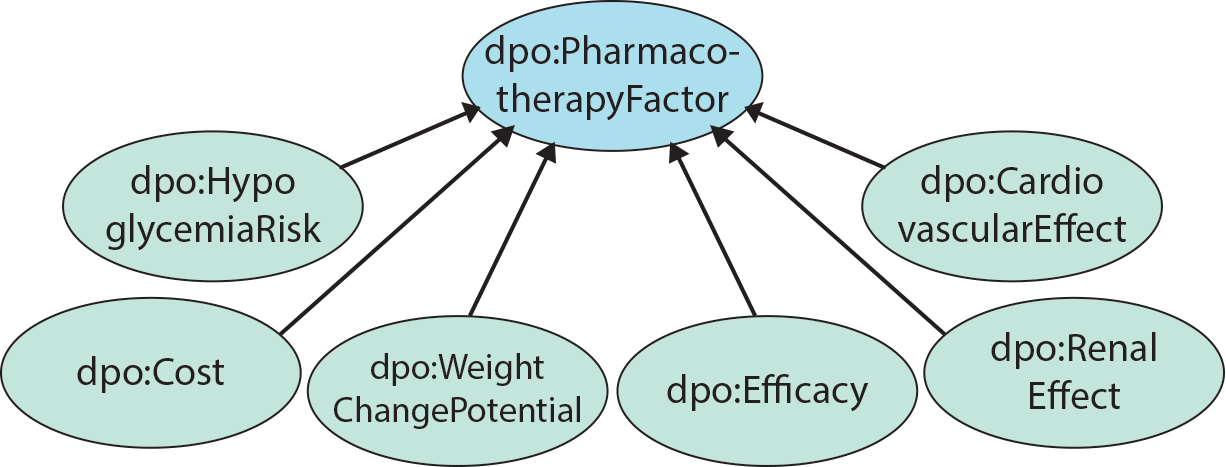 dpo:Pharmaco-
therapyFactor
dpo:Hypo
glycemiaRisk
dpo:Cardio
vascularEffect
dpo:Cost
dpo:Weight
ChangePotential
dpo:Efficacy
dpo:Renal
Effect